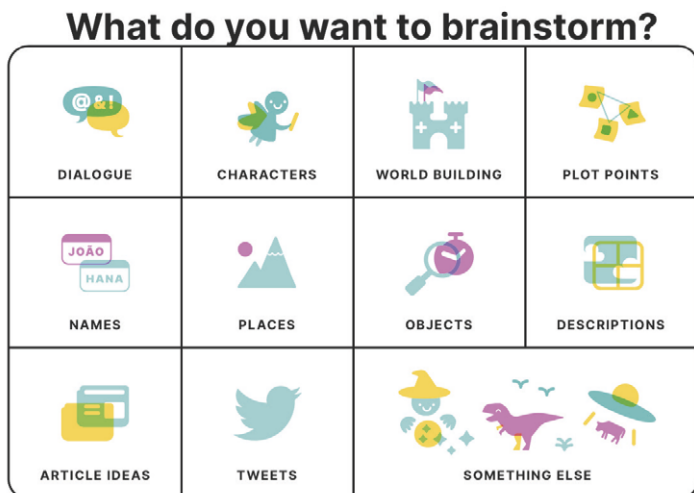 What do you want to brainstorm?
@&!
DIALOGUE
CHARACTERS
WORLD BUILDING
PLOT POINTS
JOÃO
HANA
NAMES
PLACES
OBJECTS
DESCRIPTIONS
ARTICLE IDEAS
TWEETS
SOMETHING ELSE